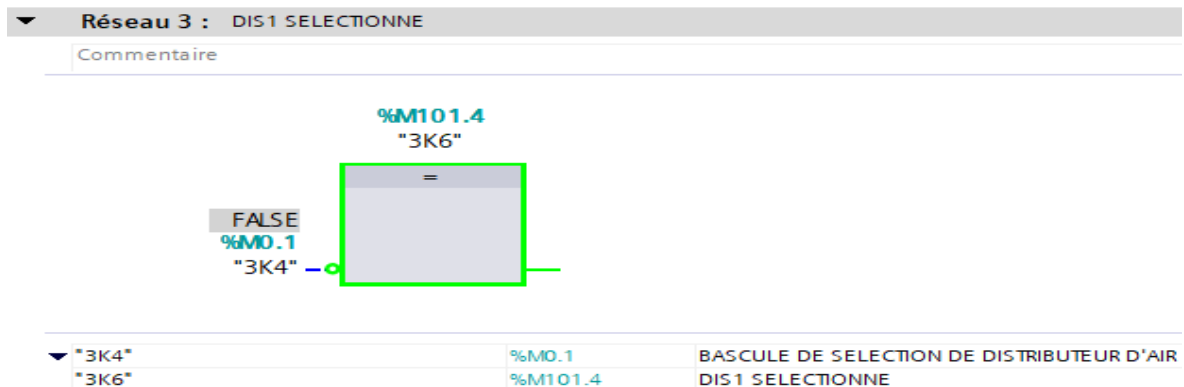 Réseau 3 : DIS1 SELECTIONNE
Commentaire
%M101.4
"3K6"
=
FALSE
%M0.1
"3K4"
"3K4" %M0.1 BASCULE DE SELECTION DE DISTRIBUTEUR D'AIR
"3K6" %M101.4 DIS1 SELECTIONNE